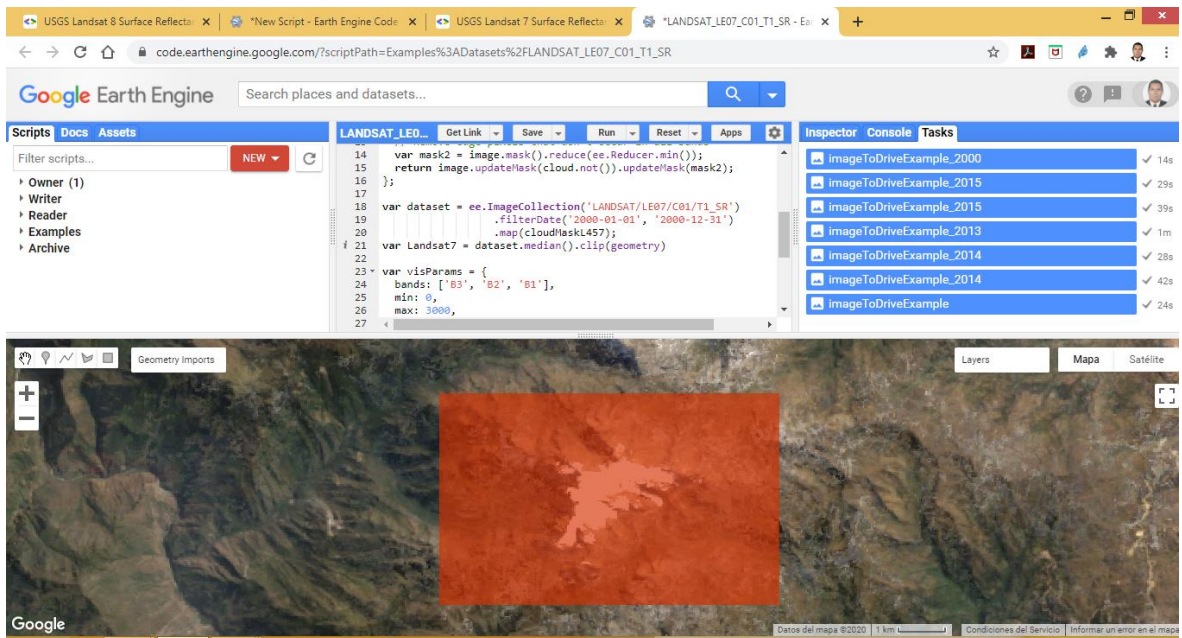 USGS Landsat 8 Surface Reflectar
*New Script - Earth Engine Code
USGS Landsat 7 Surface Reflectar
*LANDSAT_LE07_C01_T1_SR - Ea
code.earthengine.google.com/?scriptPath=Examples%3ADatasets%2FLANDSAT_LE07_C01_T1_SR
Google Earth Engine
Search places and datasets...
Scripts Docs Assets
Filter scripts...
NEW
Owner (1)
Writer
Reader
Examples
Archive
LANDSAT_LE0... Get Link Save Run Reset Apps
14 var mask2 = image.mask().reduce(ee.Reducer.min());
15 return image.updateMask(cloud.not()).updateMask(mask2);
16 };
17
18 var dataset = ee.ImageCollection('LANDSAT/LE07/C01/T1_SR')
19 .filterDate('2000-01-01', '2000-12-31')
20 .map(cloudMaskL457);
i 21 var Landsat7 = dataset.median().clip(geometry)
22
23 var visParams = {
24 bands: ['B3', 'B2', 'B1'],
25 min: 0,
26 max: 3000,
27
Inspector Console Tasks
imageToDriveExample_2000 14s
imageToDriveExample_2015 29s
imageToDriveExample_2015 39s
imageToDriveExample_2013 1m
imageToDriveExample_2014 28s
imageToDriveExample_2014 42s
imageToDriveExample 24s
Geometry Imports
Layers
Mapa Satélite
Google
Datos del mapa ©2020 1 km Condiciones del Servicio Informar un error en el mapa